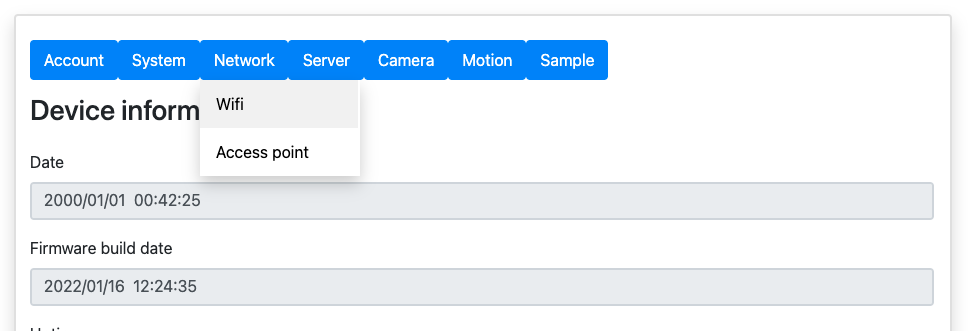 Account System Network Server Camera Motion Sample
Wifi
Device inform
Access point
Date
2000/01/01 00:42:25
Firmware build date
2022/01/16 12:24:35